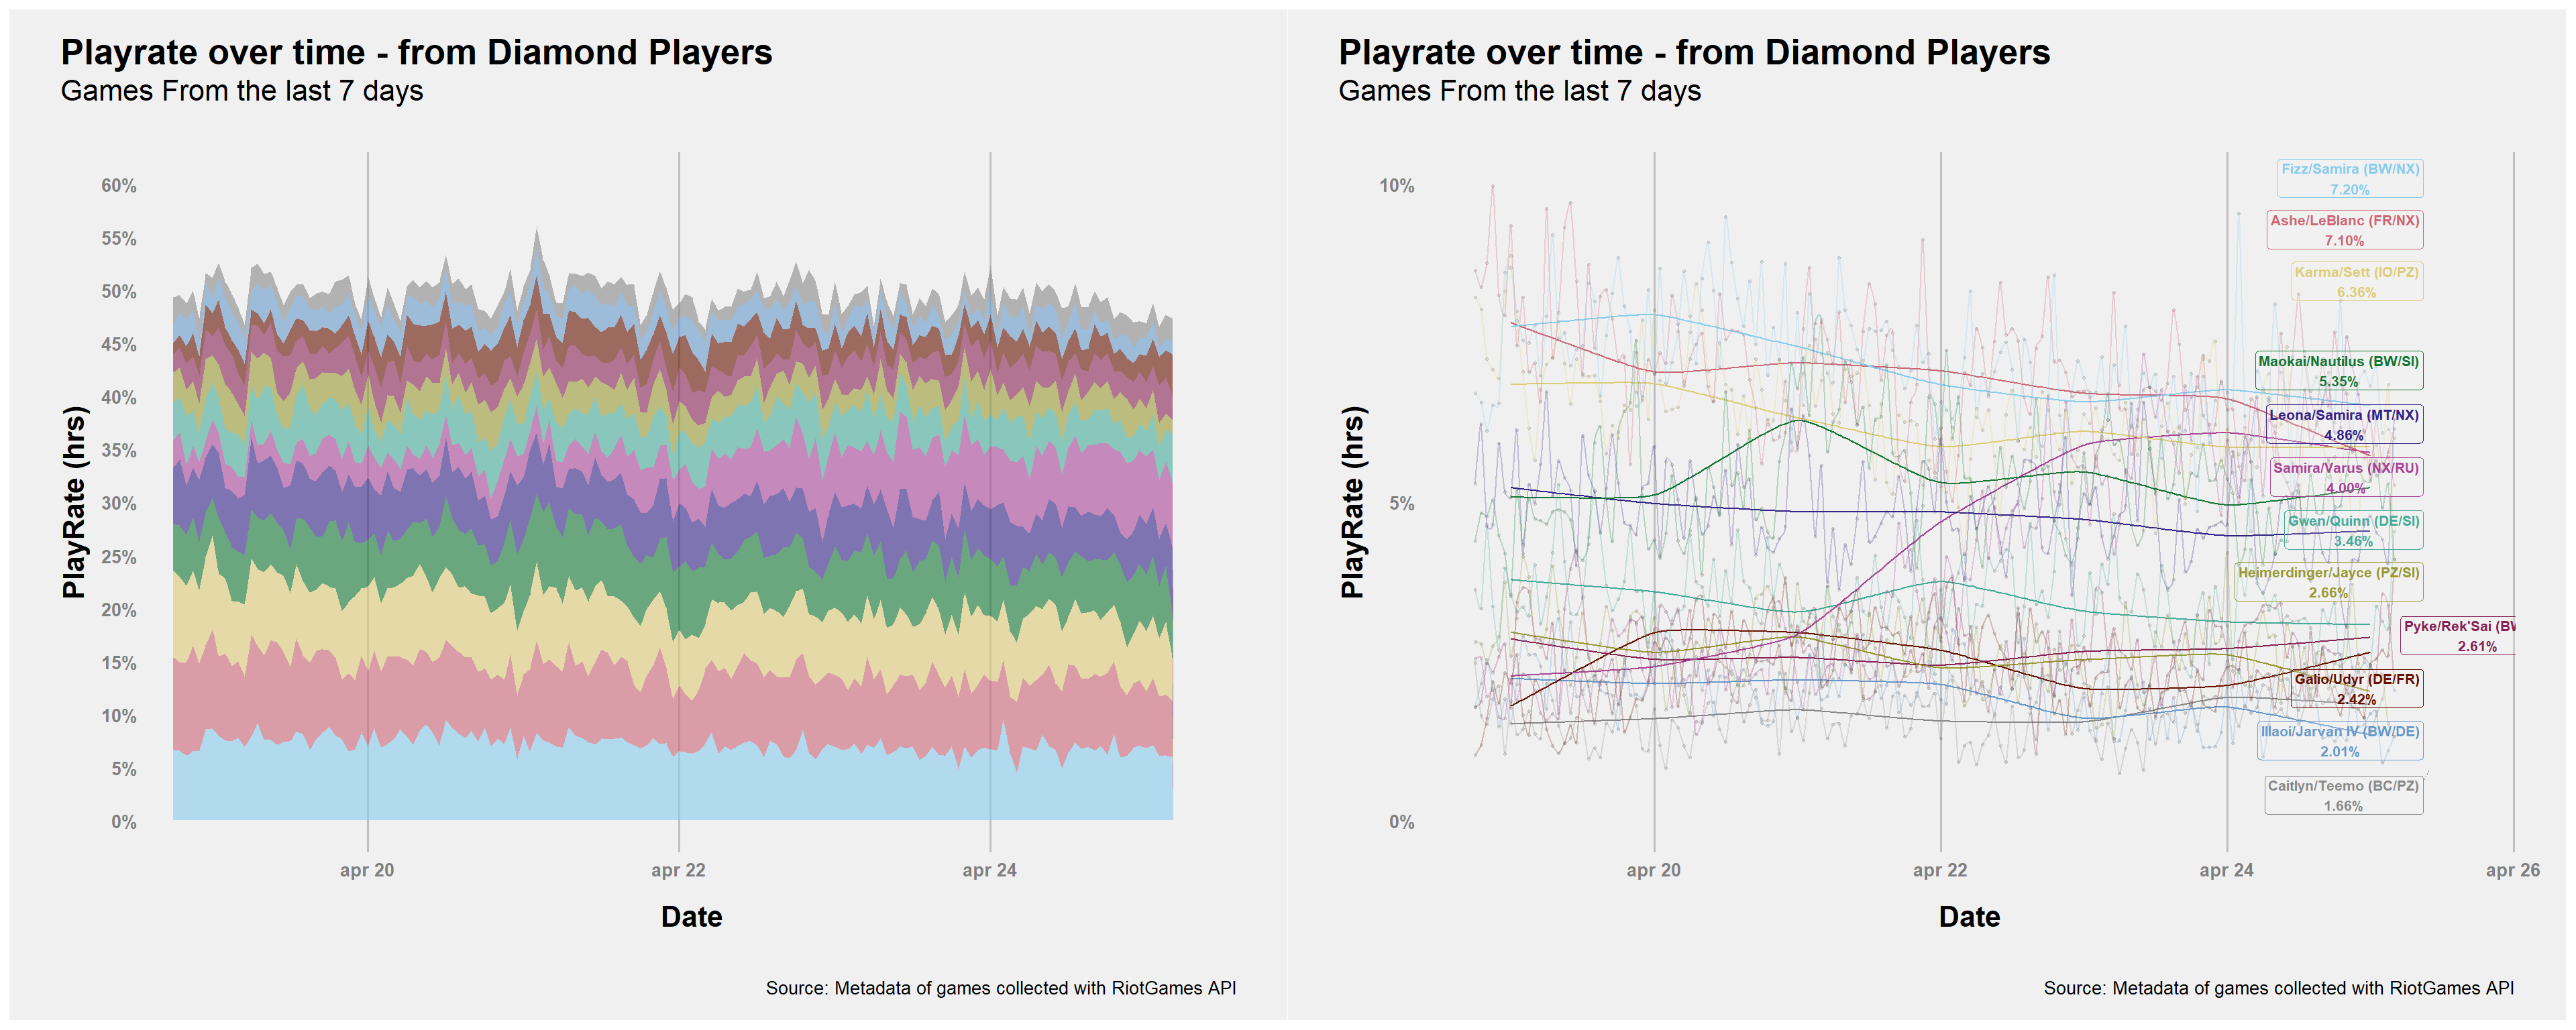 Playrate over time - from Diamond Players
Games From the last 7 days
60%
55%
50%
45%
40%
35%
30%
25%
20%
15%
10%
5%
0%
PlayRate (hrs)
apr 20
apr 22
apr 24
Date
Source: Metadata of games collected with RiotGames API
Playrate over time - from Diamond Players
Games From the last 7 days
10%
5%
0%
PlayRate (hrs)
Fizz/Samira (BW/NX)
7.20%
Ashe/LeBlanc (FR/NX)
7.10%
Karma/Sett (IO/PZ)
6.36%
Maokai/Nautilus (BW/SI)
5.35%
Leona/Samira (MT/NX)
4.86%
Samira/Varus (NX/RU)
4.00%
Gwen/Quinn (DE/SI)
3.46%
Heimerdinger/Jayce (PZ/SI)
2.66%
Pyke/Rek'Sai (BW
2.61%
Galio/Udyr (DE/FR)
2.42%
Illaoi/Jarvan IV (BW/DE)
2.01%
Caitlyn/Teemo (BC/PZ)
1.66%
apr 20
apr 22
apr 24
apr 26
Date
Source: Metadata of games collected with RiotGames API